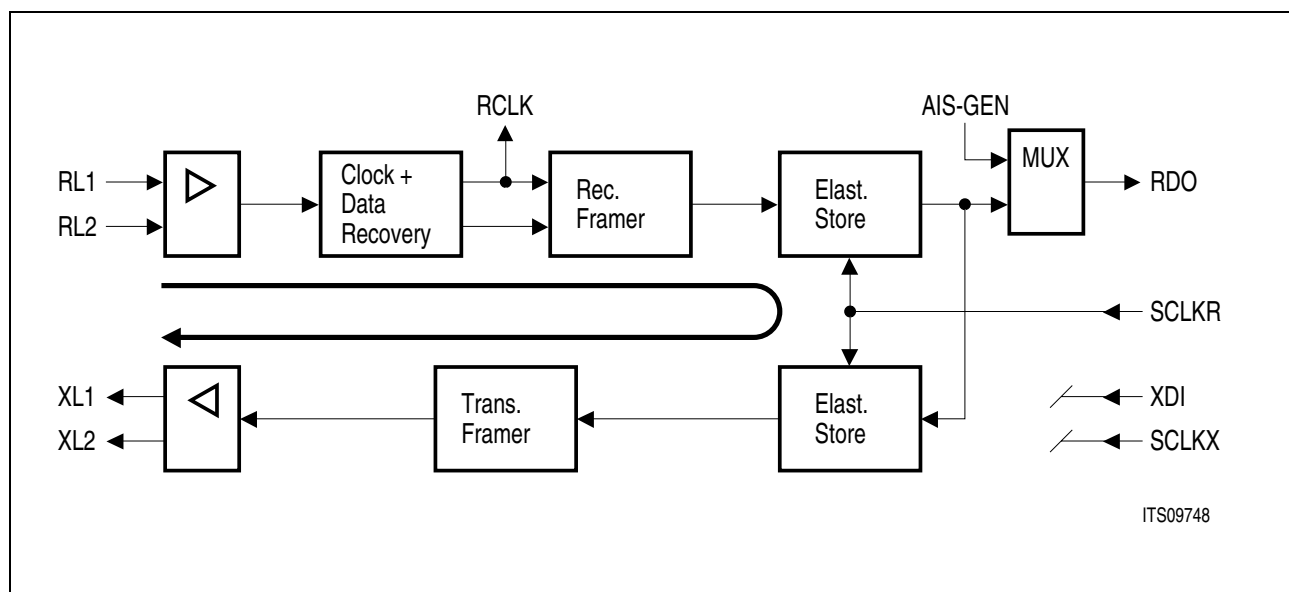 RCLK
AIS-GEN
RL1
RL2
Clock +
Data
Recovery
Rec.
Framer
Elast.
Store
MUX
RDO
SCLKR
XL1
XL2
Trans.
Framer
Elast.
Store
XDI
SCLKX
ITS09748